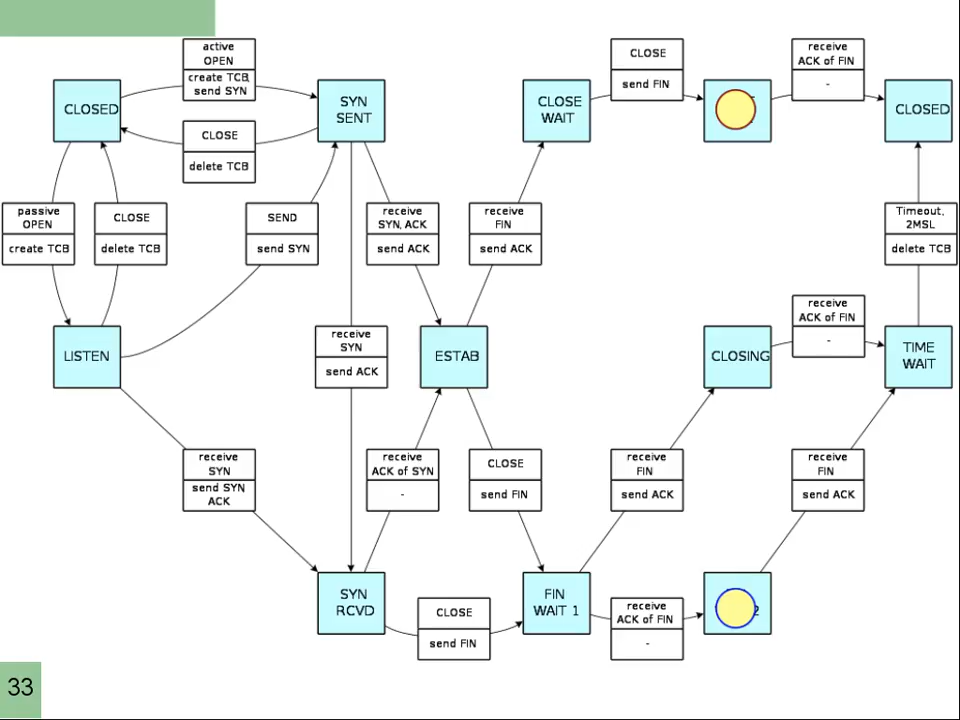 active
OPEN
create TCB,
send SYN
CLOSE
delete TCB
CLOSED
SYN
SENT
CLOSE
WAIT
CLOSE
send FIN
receive
ACK of FIN
-
CLOSED
passive
OPEN
create TCB
CLOSE
delete TCB
SEND
send SYN
receive
SYN, ACK
send ACK
receive
FIN
send ACK
Timeout,
2MSL
delete TCB
LISTEN
receive
SYN
send ACK
ESTAB
CLOSING
receive
ACK of FIN
-
TIME
WAIT
receive
SYN
send SYN
ACK
receive
ACK of SYN
-
CLOSE
send FIN
receive
FIN
send ACK
receive
FIN
send ACK
SYN
RCVD
CLOSE
send FIN
FIN
WAIT 1
receive
ACK of FIN
-
2
33